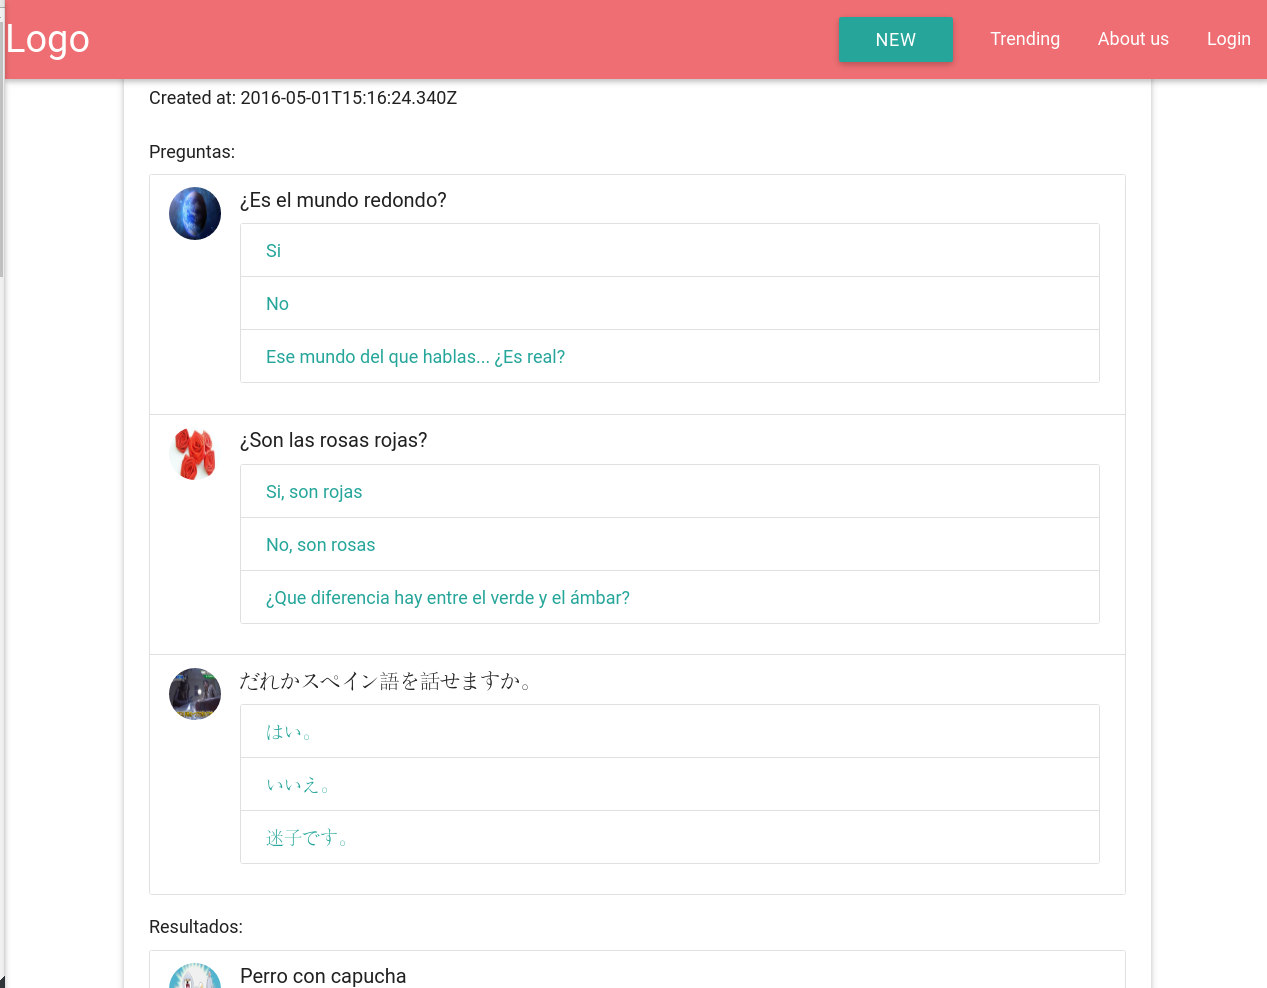 Logo
NEW
Trending
About us
Login
Created at: 2016-05-01T15:16:24.340Z
Preguntas:
¿Es el mundo redondo?
Si
No
Ese mundo del que hablas... ¿Es real?
¿Son las rosas rojas?
Si, son rojas
No, son rosas
¿Que diferencia hay entre el verde y el ámbar?
だれかスペイン語を話せますか。
はい。
いいえ。
迷子です。
Resultados:
Perro con capucha